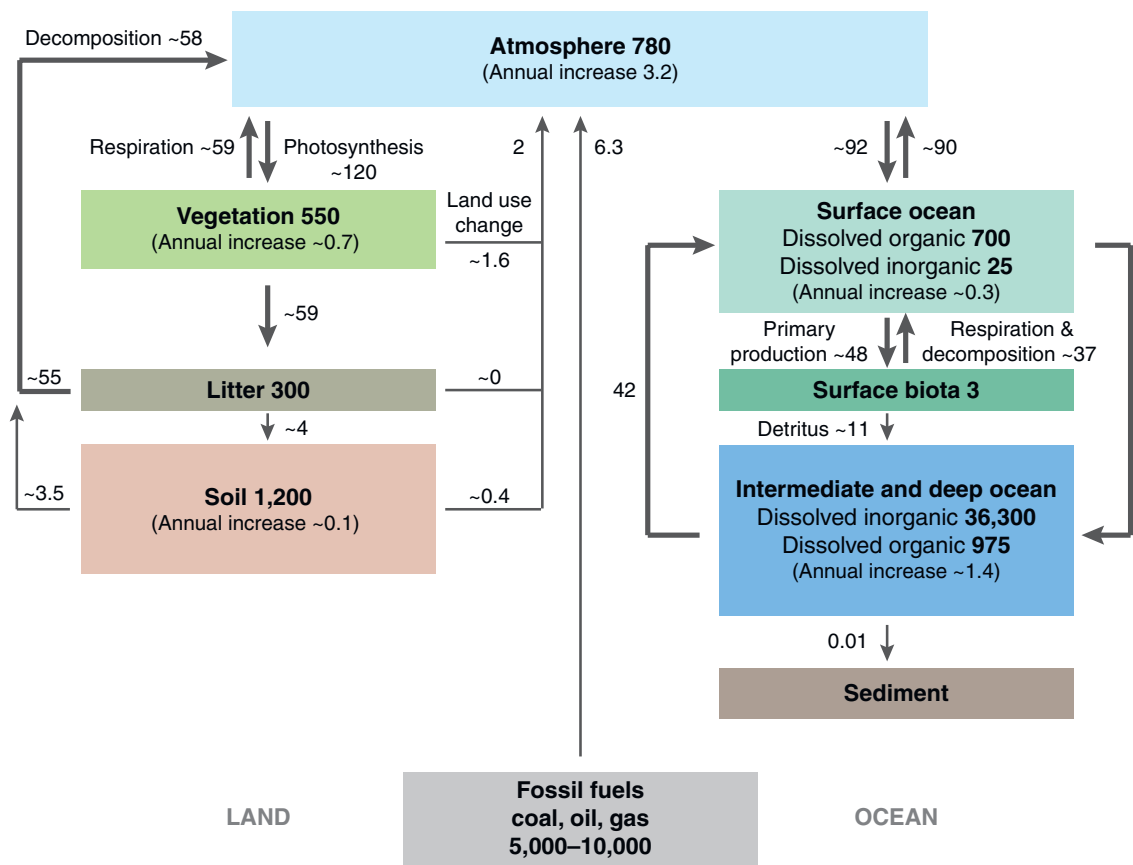 Decomposition ~58
Atmosphere 780
(Annual increase 3.2)
Respiration ~59
Photosynthesis
~120
2
6.3
~92
~90
Vegetation 550
(Annual increase ~0.7)
Land use
change
~1.6
Surface ocean
Dissolved organic 700
Dissolved inorganic 25
(Annual increase ~0.3)
~59
Primary
production ~48
Respiration &
decomposition ~37
~55
Litter 300
~0
42
Surface biota 3
~4
Detritus ~11
~3.5
Soil 1,200
(Annual increase ~0.1)
~0.4
Intermediate and deep ocean
Dissolved inorganic 36,300
Dissolved organic 975
(Annual increase ~1.4)
0.01
Sediment
LAND
Fossil fuels
coal, oil, gas
5,000–10,000
OCEAN